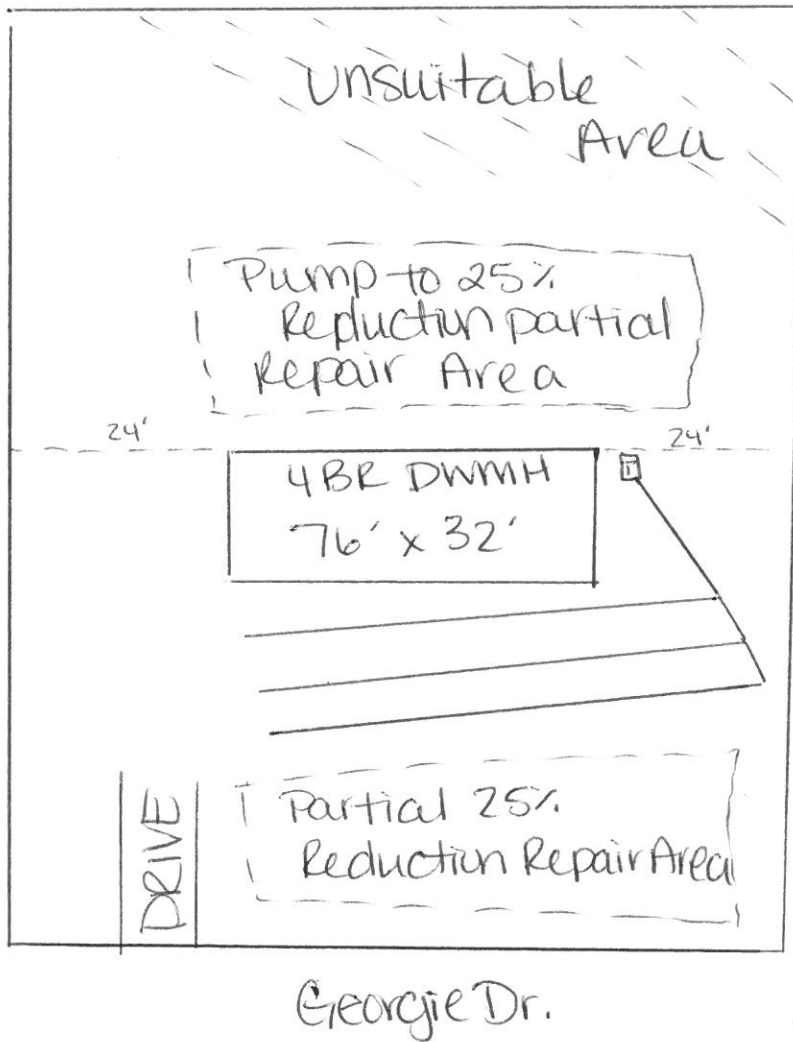 Unsuitable
Area
Pump to 25%
Reduction partial
Repair Area
24'
24'
4BR DWMH
76' x 32'
T
DRIVE
Partial 25%
Reduction Repair Area
Georgie Dr.